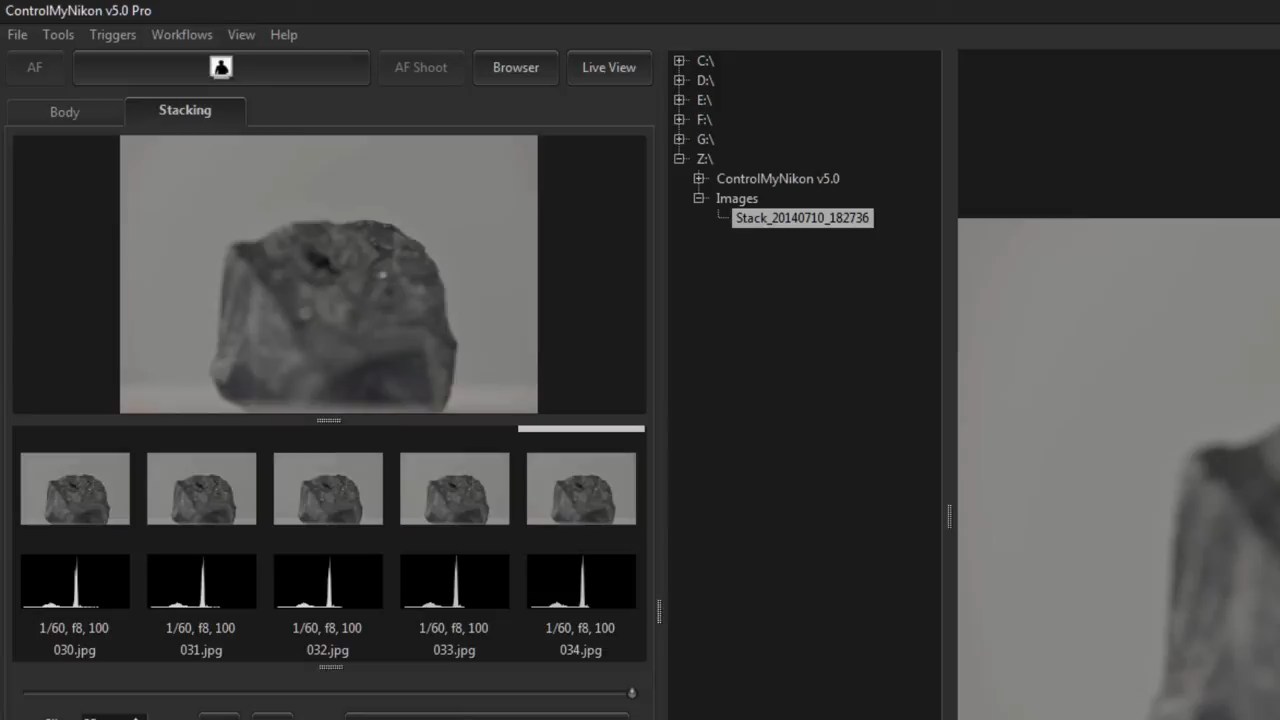 ControlMyNikon v5.0 Pro
File Tools Triggers Workflows View Help
AF AF Shoot Browser Live View
Body Stacking
C:\
D:\
E:\
F:\
G:\
Z:\
ControlMyNikon v5.0
Images
Stack_20140710_182736
1/60, f8, 100 1/60, f8, 100 1/60, f8, 100 1/60, f8, 100 1/60, f8, 100
030.jpg 031.jpg 032.jpg 033.jpg 034.jpg